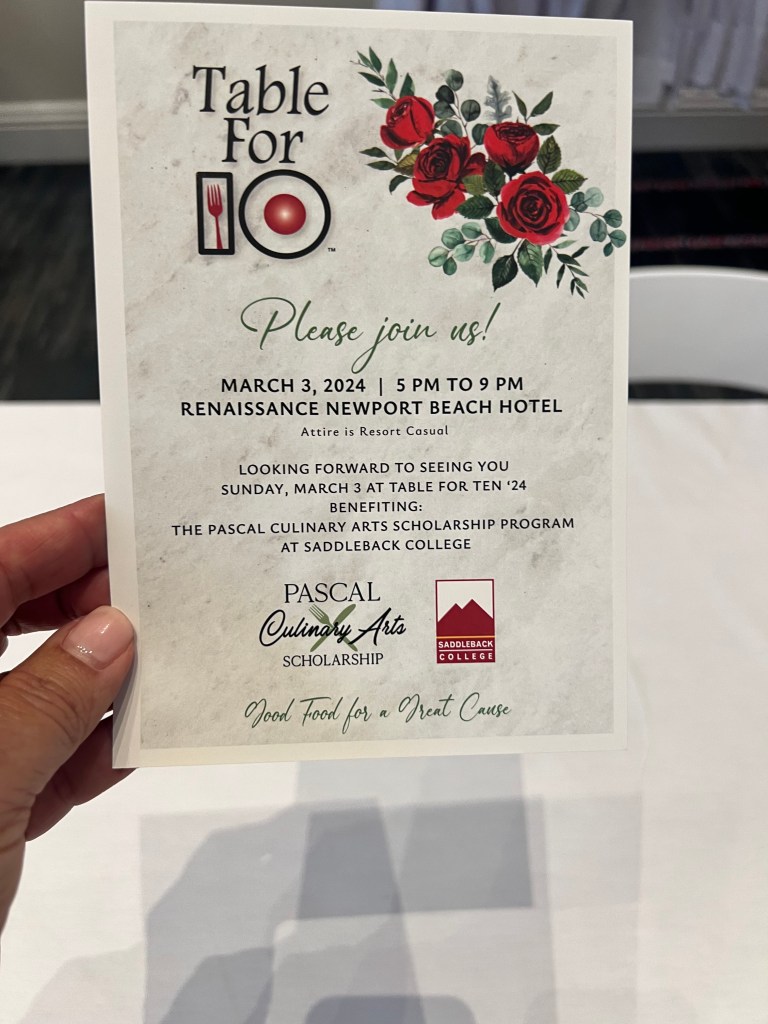 Table
For
10
™
Please join us!
MARCH 3, 2024 | 5 PM TO 9 PM
RENAISSANCE NEWPORT BEACH HOTEL
Attire is Resort Casual
LOOKING FORWARD TO SEEING YOU
SUNDAY, MARCH 3 AT TABLE FOR TEN ‘24
BENEFITING:
THE PASCAL CULINARY ARTS SCHOLARSHIP PROGRAM
AT SADDLEBACK COLLEGE
PASCAL
Culinary Arts
SCHOLARSHIP
SADDLEBACK
COLLEGE
Good Food for a Great Cause